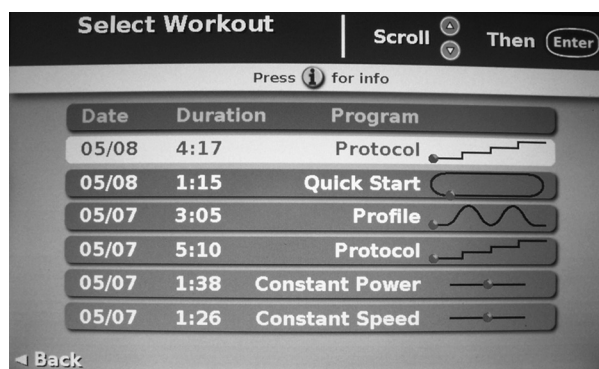 Select Workout
Scroll Then Enter
Press i for info
Date Duration Program
05/08 4:17 Protocol
05/08 1:15 Quick Start
05/07 3:05 Profile
05/07 5:10 Protocol
05/07 1:38 Constant Power
05/07 1:26 Constant Speed
Back